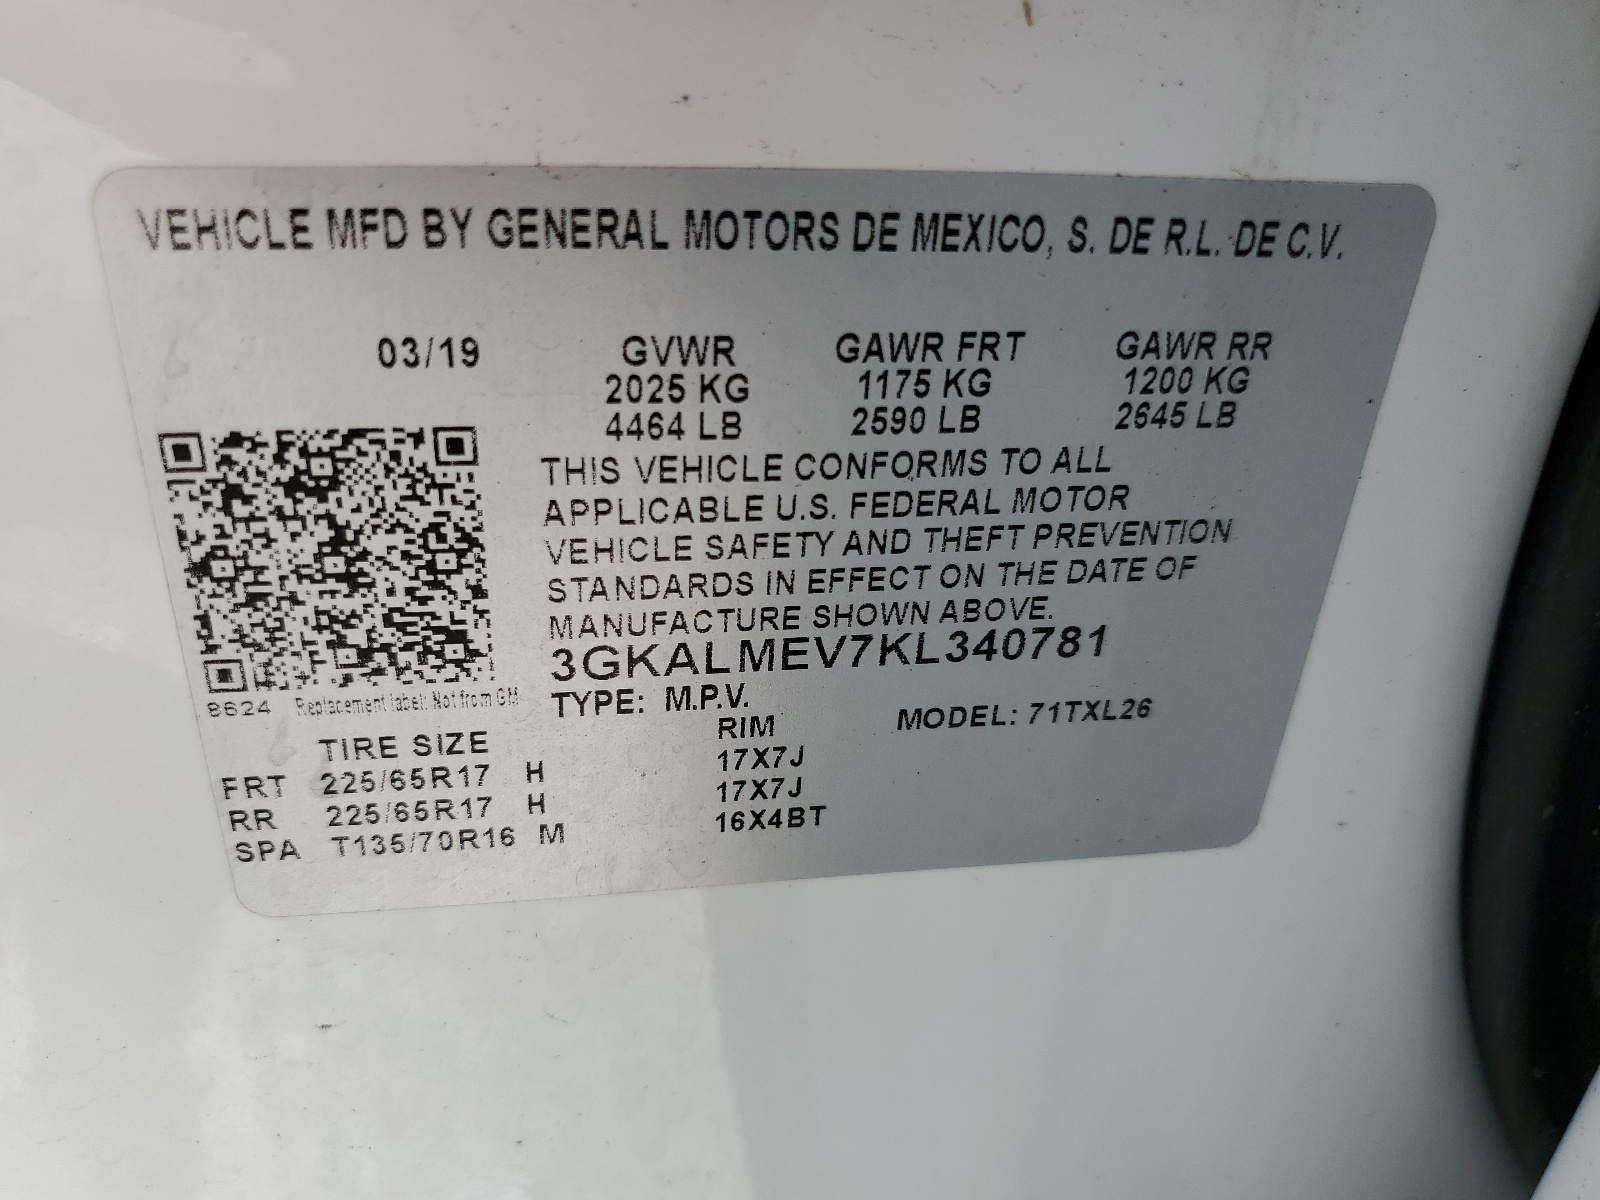 VEHICLE MFD BY GENERAL MOTORS DE MEXICO, S. DE R.L. DE C.V.
03/19 GVWR GAWR FRT GAWR RR
2025 KG 1175 KG 1200 KG
4464 LB 2590 LB 2645 LB
THIS VEHICLE CONFORMS TO ALL
APPLICABLE U.S. FEDERAL MOTOR
VEHICLE SAFETY AND THEFT PREVENTION
STANDARDS IN EFFECT ON THE DATE OF
MANUFACTURE SHOWN ABOVE.
3GKALMEV7KL340781
8624 Replacement label: Not from GM
TYPE: M.P.V.
RIM MODEL: 71TXL26
TIRE SIZE
FRT 225/65R17 H 17X7J
RR 225/65R17 H 17X7J
SPA T135/70R16 M 16X4BT